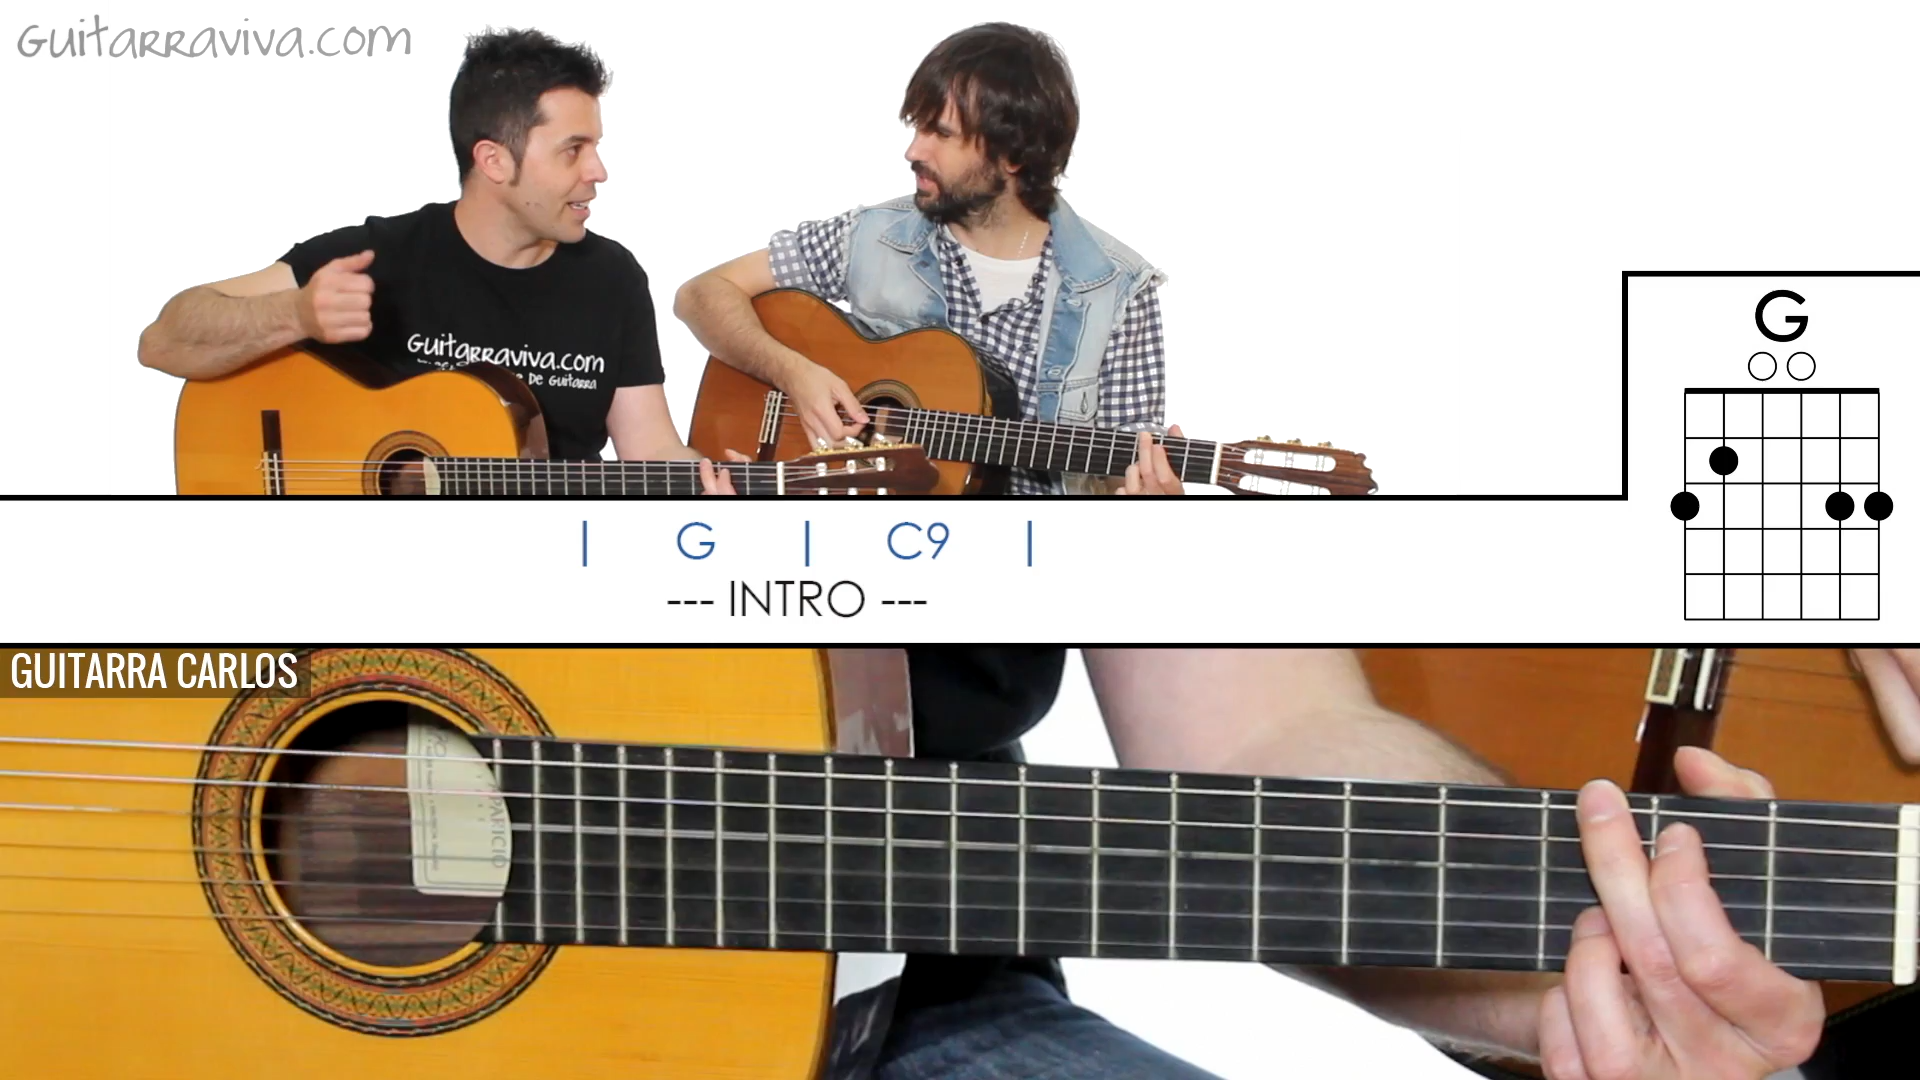 Guitarraviva.com
Guitarraviva.com
De Guitarra
G
| G | C9 |
--- INTRO ---
GUITARRA CARLOS